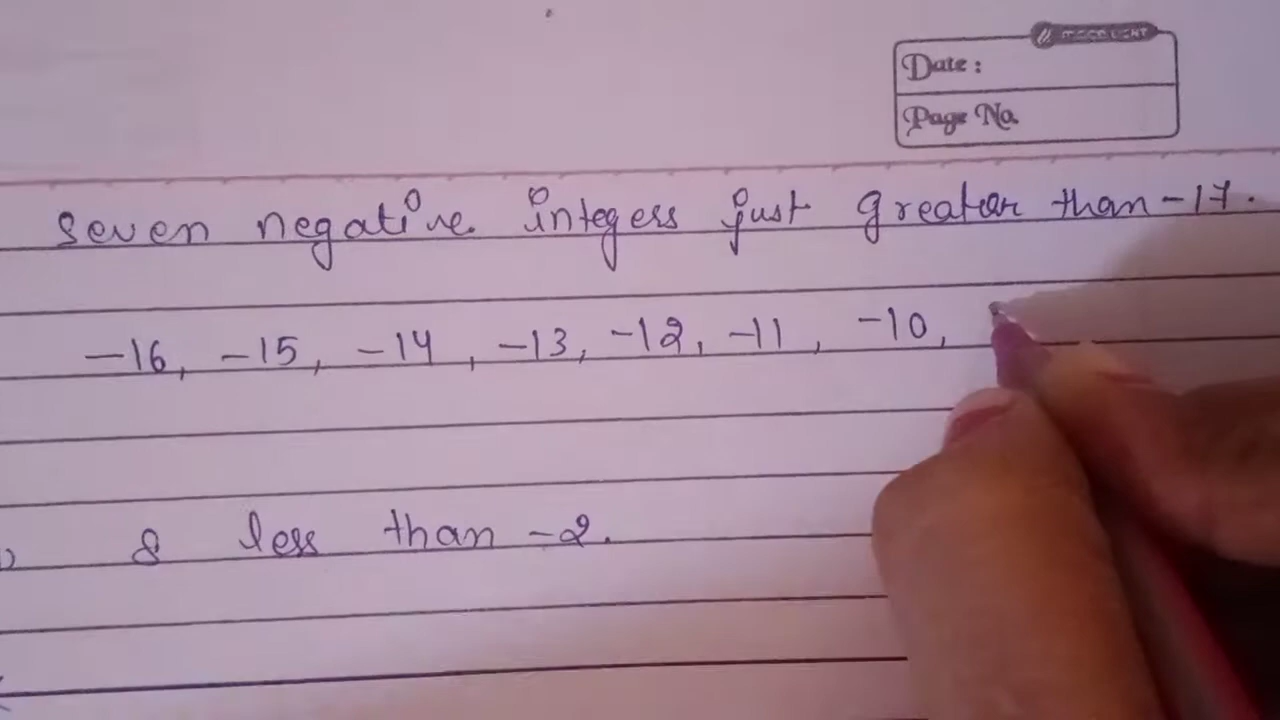 Date :
Page No.
Seven negative integers just greater than -17.
-16, -15, -14, -13, -12, -11, -10,
8 less than -2.